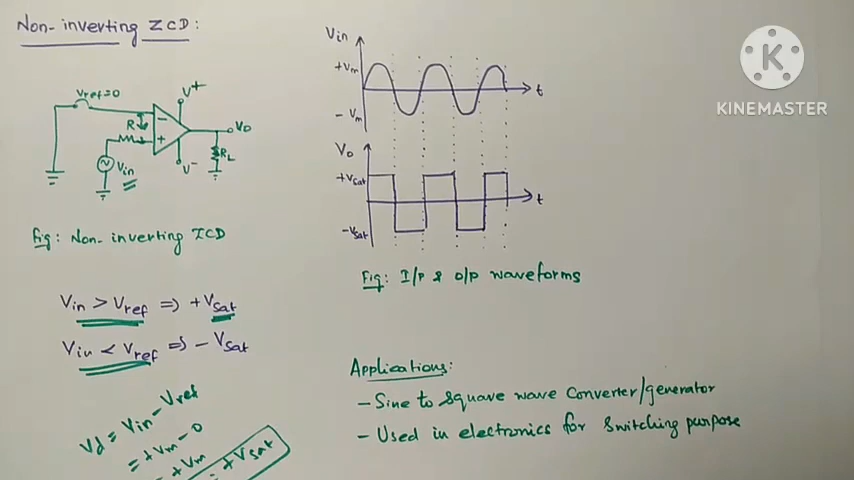 Non-inverting ZCD:
Vref=0
V+
R
-
+
Vo
RL
V-
Vin
Fig: Non-inverting ZCD
Vin > Vref => +Vsat
Vin < Vref => -Vsat
Vd = Vin - Vref
= +Vm - 0
= +Vm
= +Vsat
Vin
+Vm
t
-Vm
Vo
+Vsat
t
-Vsat
Fig: I/P & O/P waveforms
Applications:
- Sine to square wave converter/generator
- Used in electronics for switching purpose
K
KINEMASTER